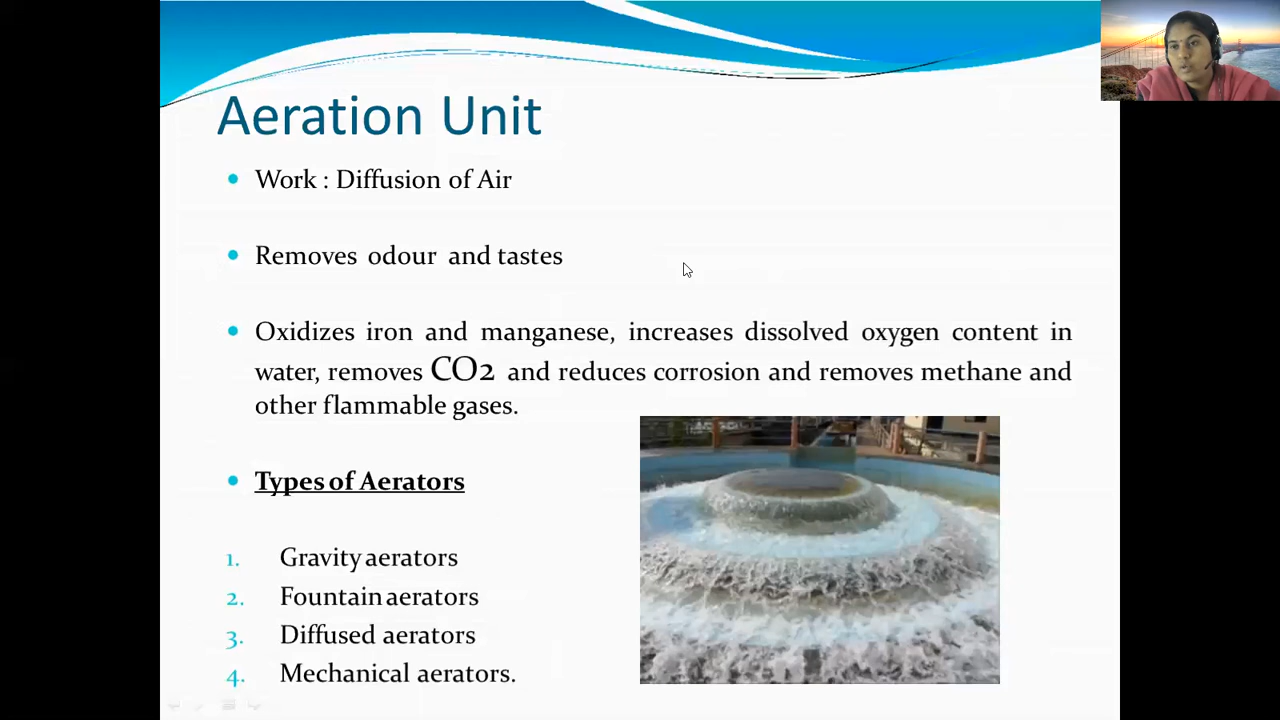 Aeration Unit
Work : Diffusion of Air
Removes odour and tastes
Oxidizes iron and manganese, increases dissolved oxygen content in
water, removes CO2 and reduces corrosion and removes methane and
other flammable gases.
Types of Aerators
1. Gravity aerators
2. Fountain aerators
3. Diffused aerators
4. Mechanical aerators.